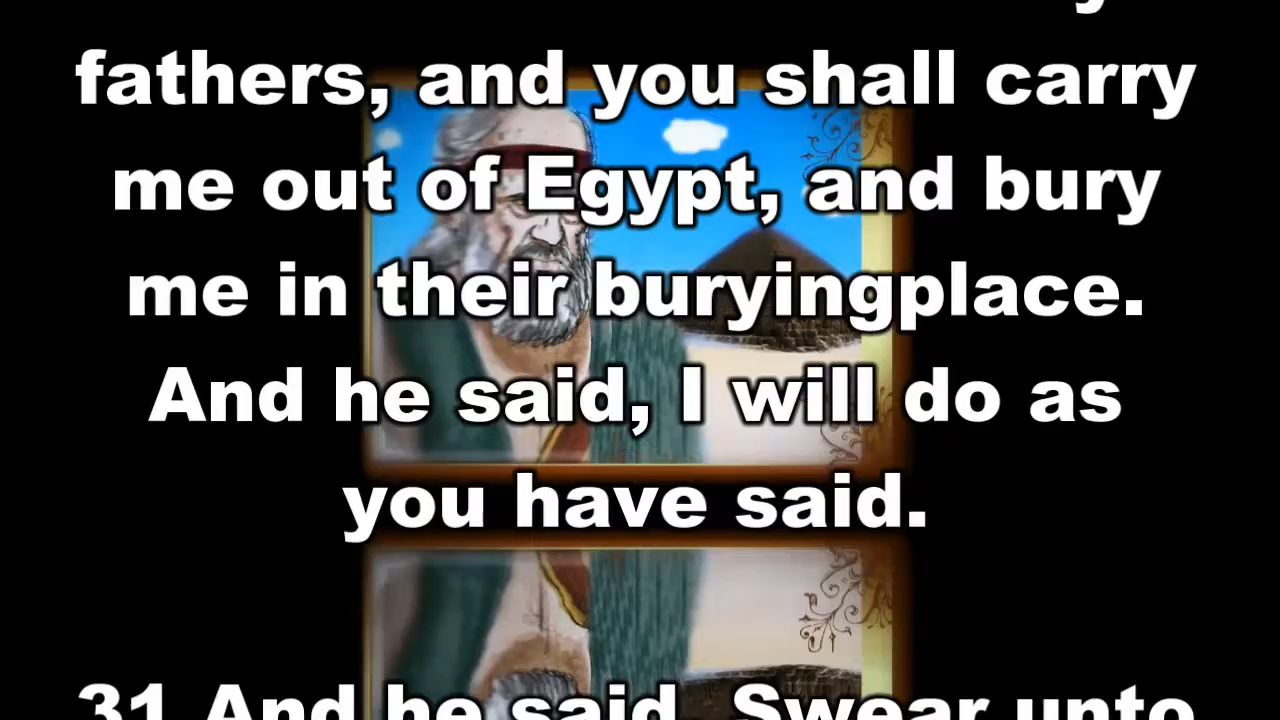 fathers, and you shall carry
me out of Egypt, and bury
me in their buryingplace.
And he said, I will do as
you have said.
31 And he said, Swear unto